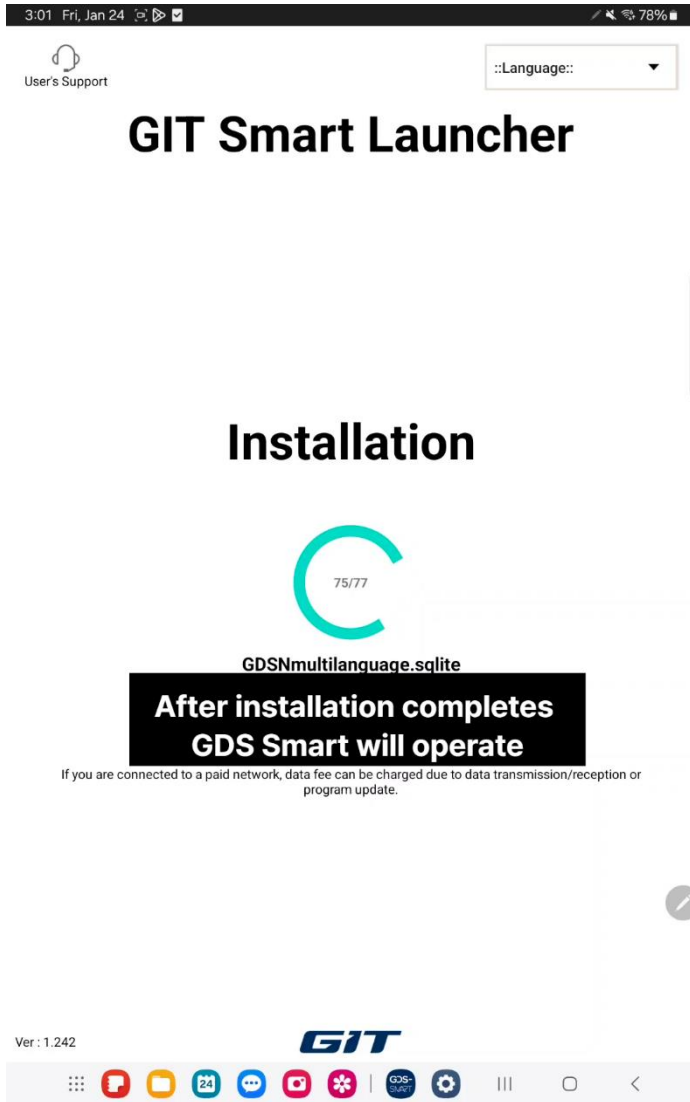 3:01 Fri, Jan 24
78%
User's Support
::Language::
GIT Smart Launcher
Installation
75/77
GDSNmultilanguage.sqlite
After installation completes
GDS Smart will operate
If you are connected to a paid network, data fee can be charged due to data transmission/reception or
program update.
Ver : 1.242
GIT
24
GDS-
SMART